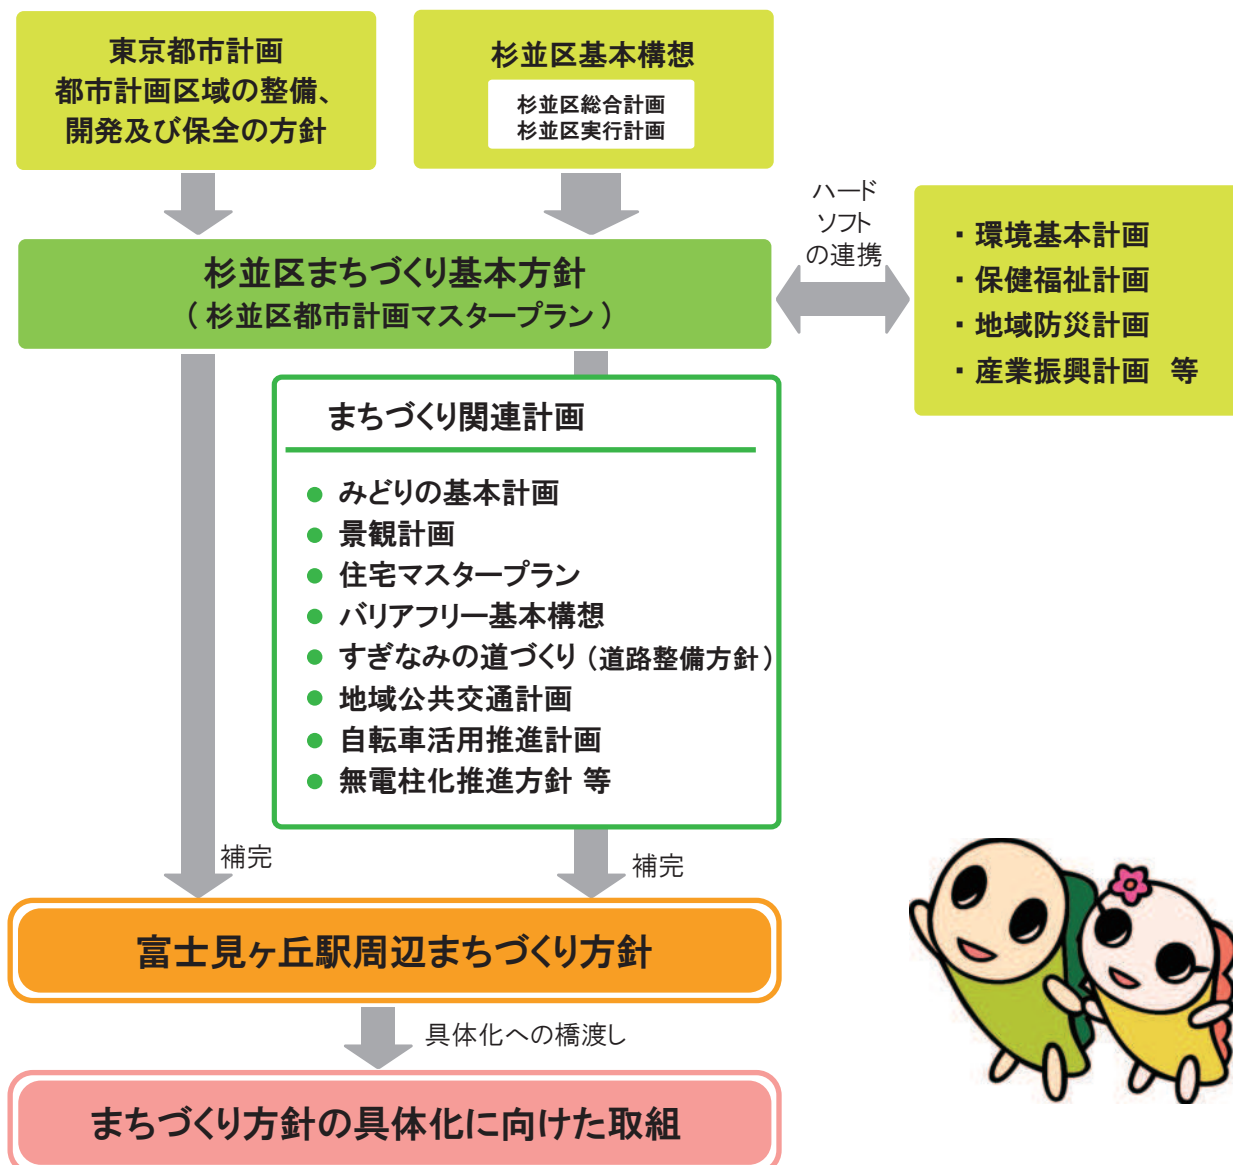 東京都市計画
都市計画区域の整備、
開発及び保全の方針
杉並区基本構想
杉並区総合計画
杉並区実行計画
ハード
ソフト
の連携
杉並区まちづくり基本方針
（ 杉並区都市計画マスタープラン ）
・ 環境基本計画
・ 保健福祉計画
・ 地域防災計画
・ 産業振興計画　等
まちづくり関連計画
● みどりの基本計画
● 景観計画
● 住宅マスタープラン
● バリアフリー基本構想
● すぎなみの道づくり（道路整備方針）
● 地域公共交通計画
● 自転車活用推進計画
● 無電柱化推進方針 等
補完
補完
富士見ヶ丘駅周辺まちづくり方針
具体化への橋渡し
まちづくり方針の具体化に向けた取組